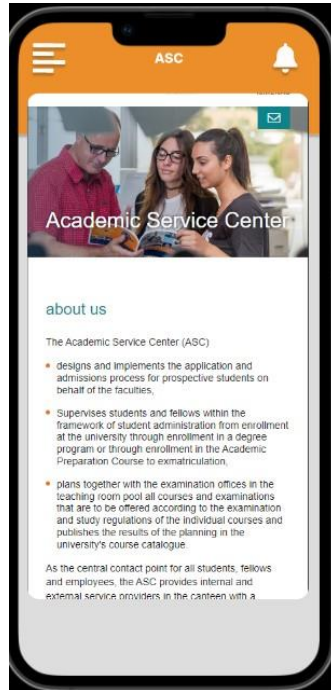 ASC
Academic Service Center
about us
The Academic Service Center (ASC)
designs and implements the application and
admissions process for prospective students on
behalf of the faculties,
Supervises students and fellows within the
framework of student administration from enrollment
at the university through enrollment in a degree
program or through enrollment in the Academic
Preparation Course to exmatriculation,
plans together with the examination offices in the
teaching room pool all courses and examinations
that are to be offered according to the examination
and study regulations of the individual courses and
publishes the results of the planning in the
university's course catalogue.
As the central contact point for all students, fellows
and employees, the ASC provides internal and
external service providers in the canteen with a